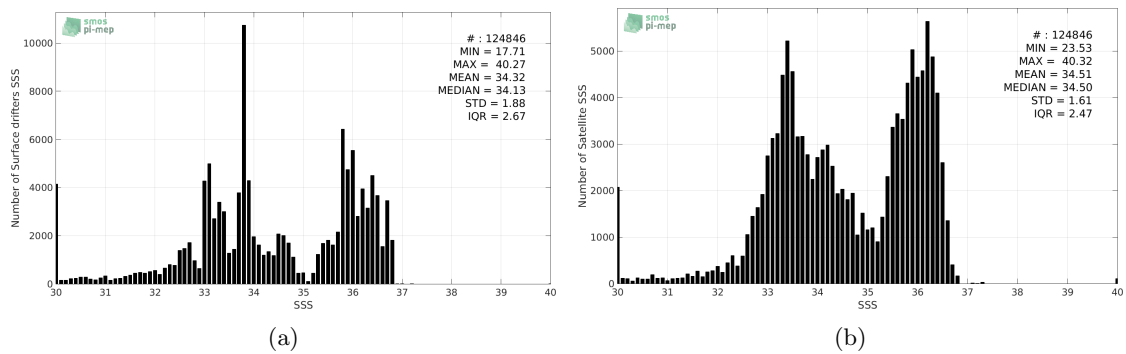 smos
pi-mep
# : 124846
MIN = 17.71
MAX = 40.27
MEAN = 34.32
MEDIAN = 34.13
STD = 1.88
IQR = 2.67
Number of Surface drifters SSS
10000
8000
6000
4000
2000
0
30 31 32 33 34 35 36 37 38 39 40
SSS
(a)
smos
pi-mep
# : 124846
MIN = 23.53
MAX = 40.32
MEAN = 34.51
MEDIAN = 34.50
STD = 1.61
IQR = 2.47
Number of Satellite SSS
5000
4000
3000
2000
1000
0
30 31 32 33 34 35 36 37 38 39 40
SSS
(b)